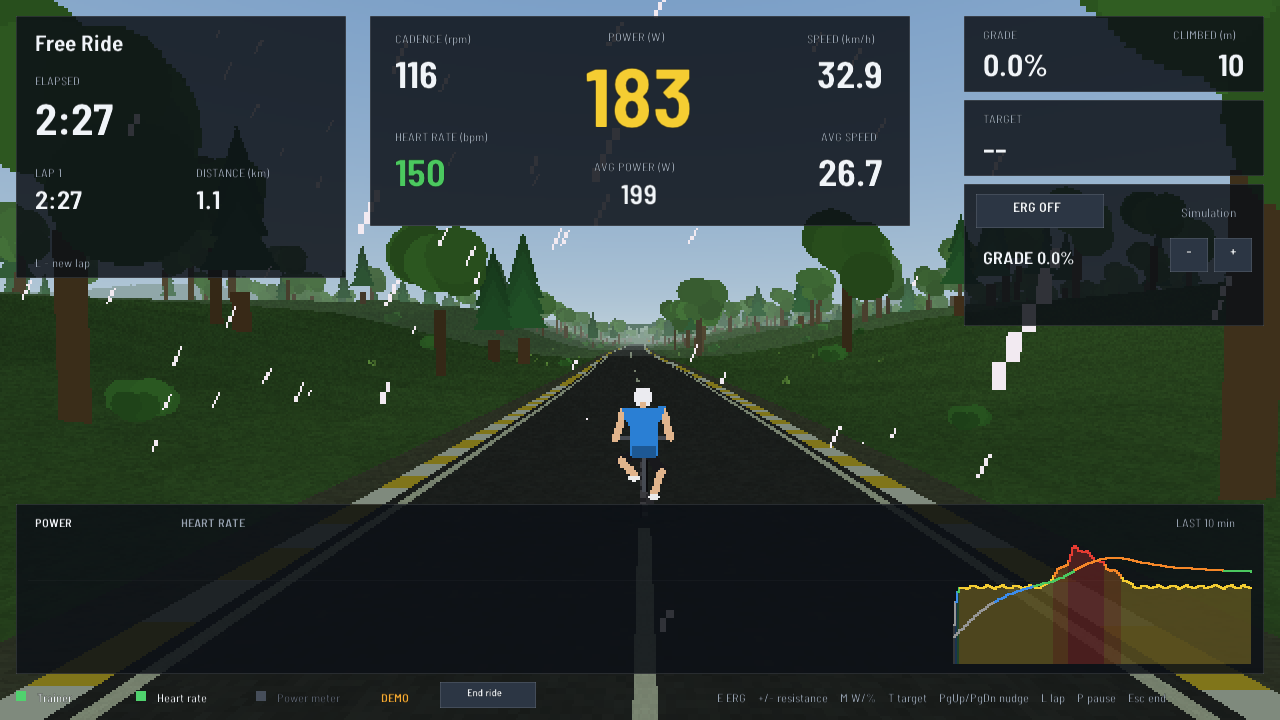 Free Ride
ELAPSED
2:27
LAP 1
2:27
DISTANCE (km)
1.1
L - new lap
CADENCE (rpm)
116
POWER (W)
183
SPEED (km/h)
32.9
HEART RATE (bpm)
150
AVG POWER (W)
199
AVG SPEED
26.7
GRADE
0.0%
CLIMBED (m)
10
TARGET
--
ERG OFF
Simulation
GRADE 0.0%
- +
POWER HEART RATE LAST 10 min
Trainer Heart rate Power meter DEMO End ride E ERG +/- resistance M W/% T target PgUp/PgDn nudge L lap P pause Esc end